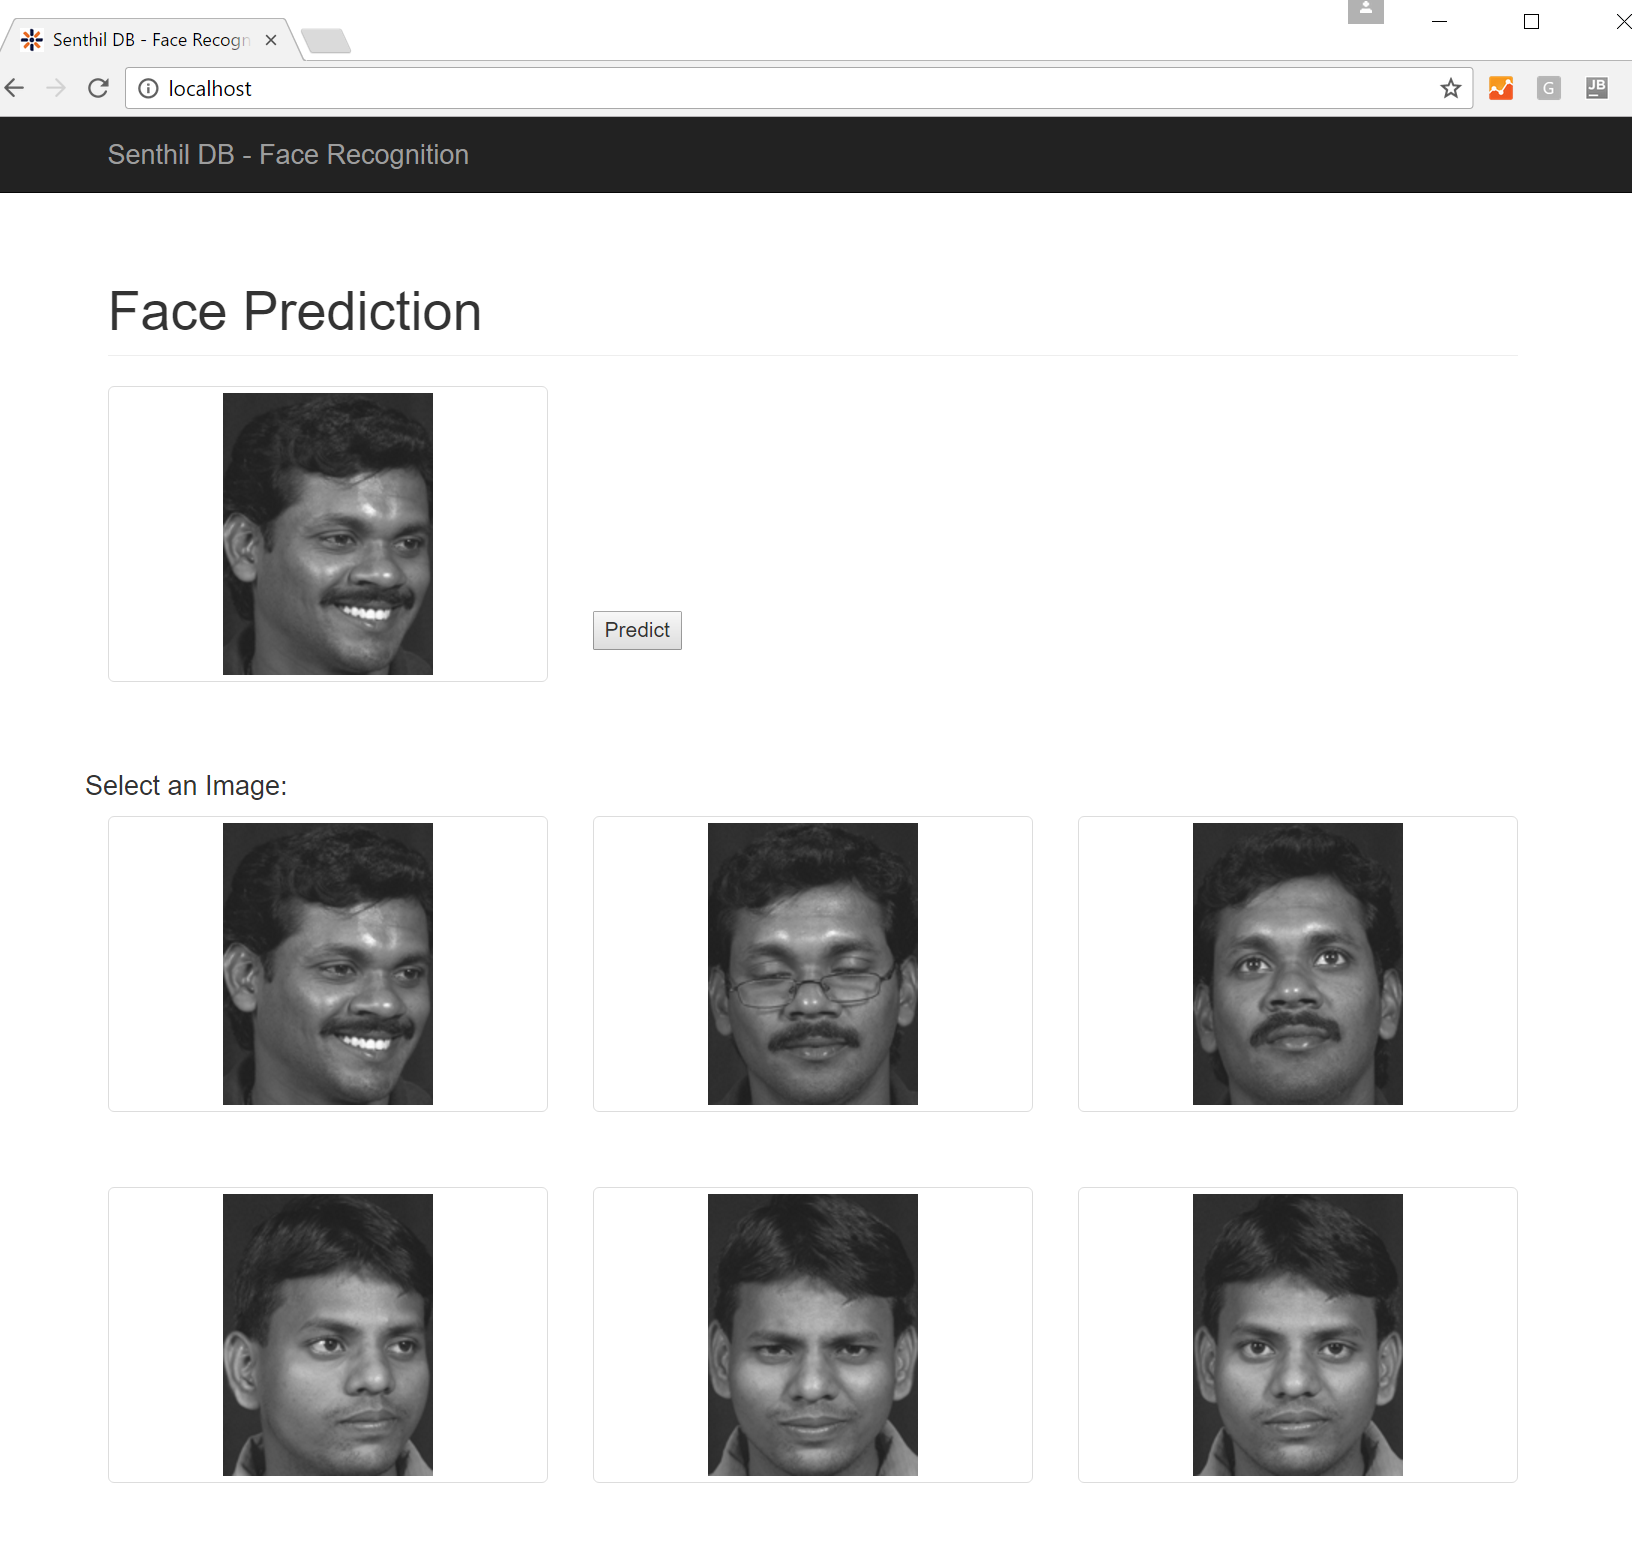 Senthil DB - Face Recogn
localhost
G
JB
Senthil DB - Face Recognition
Face Prediction
Predict
Select an Image: